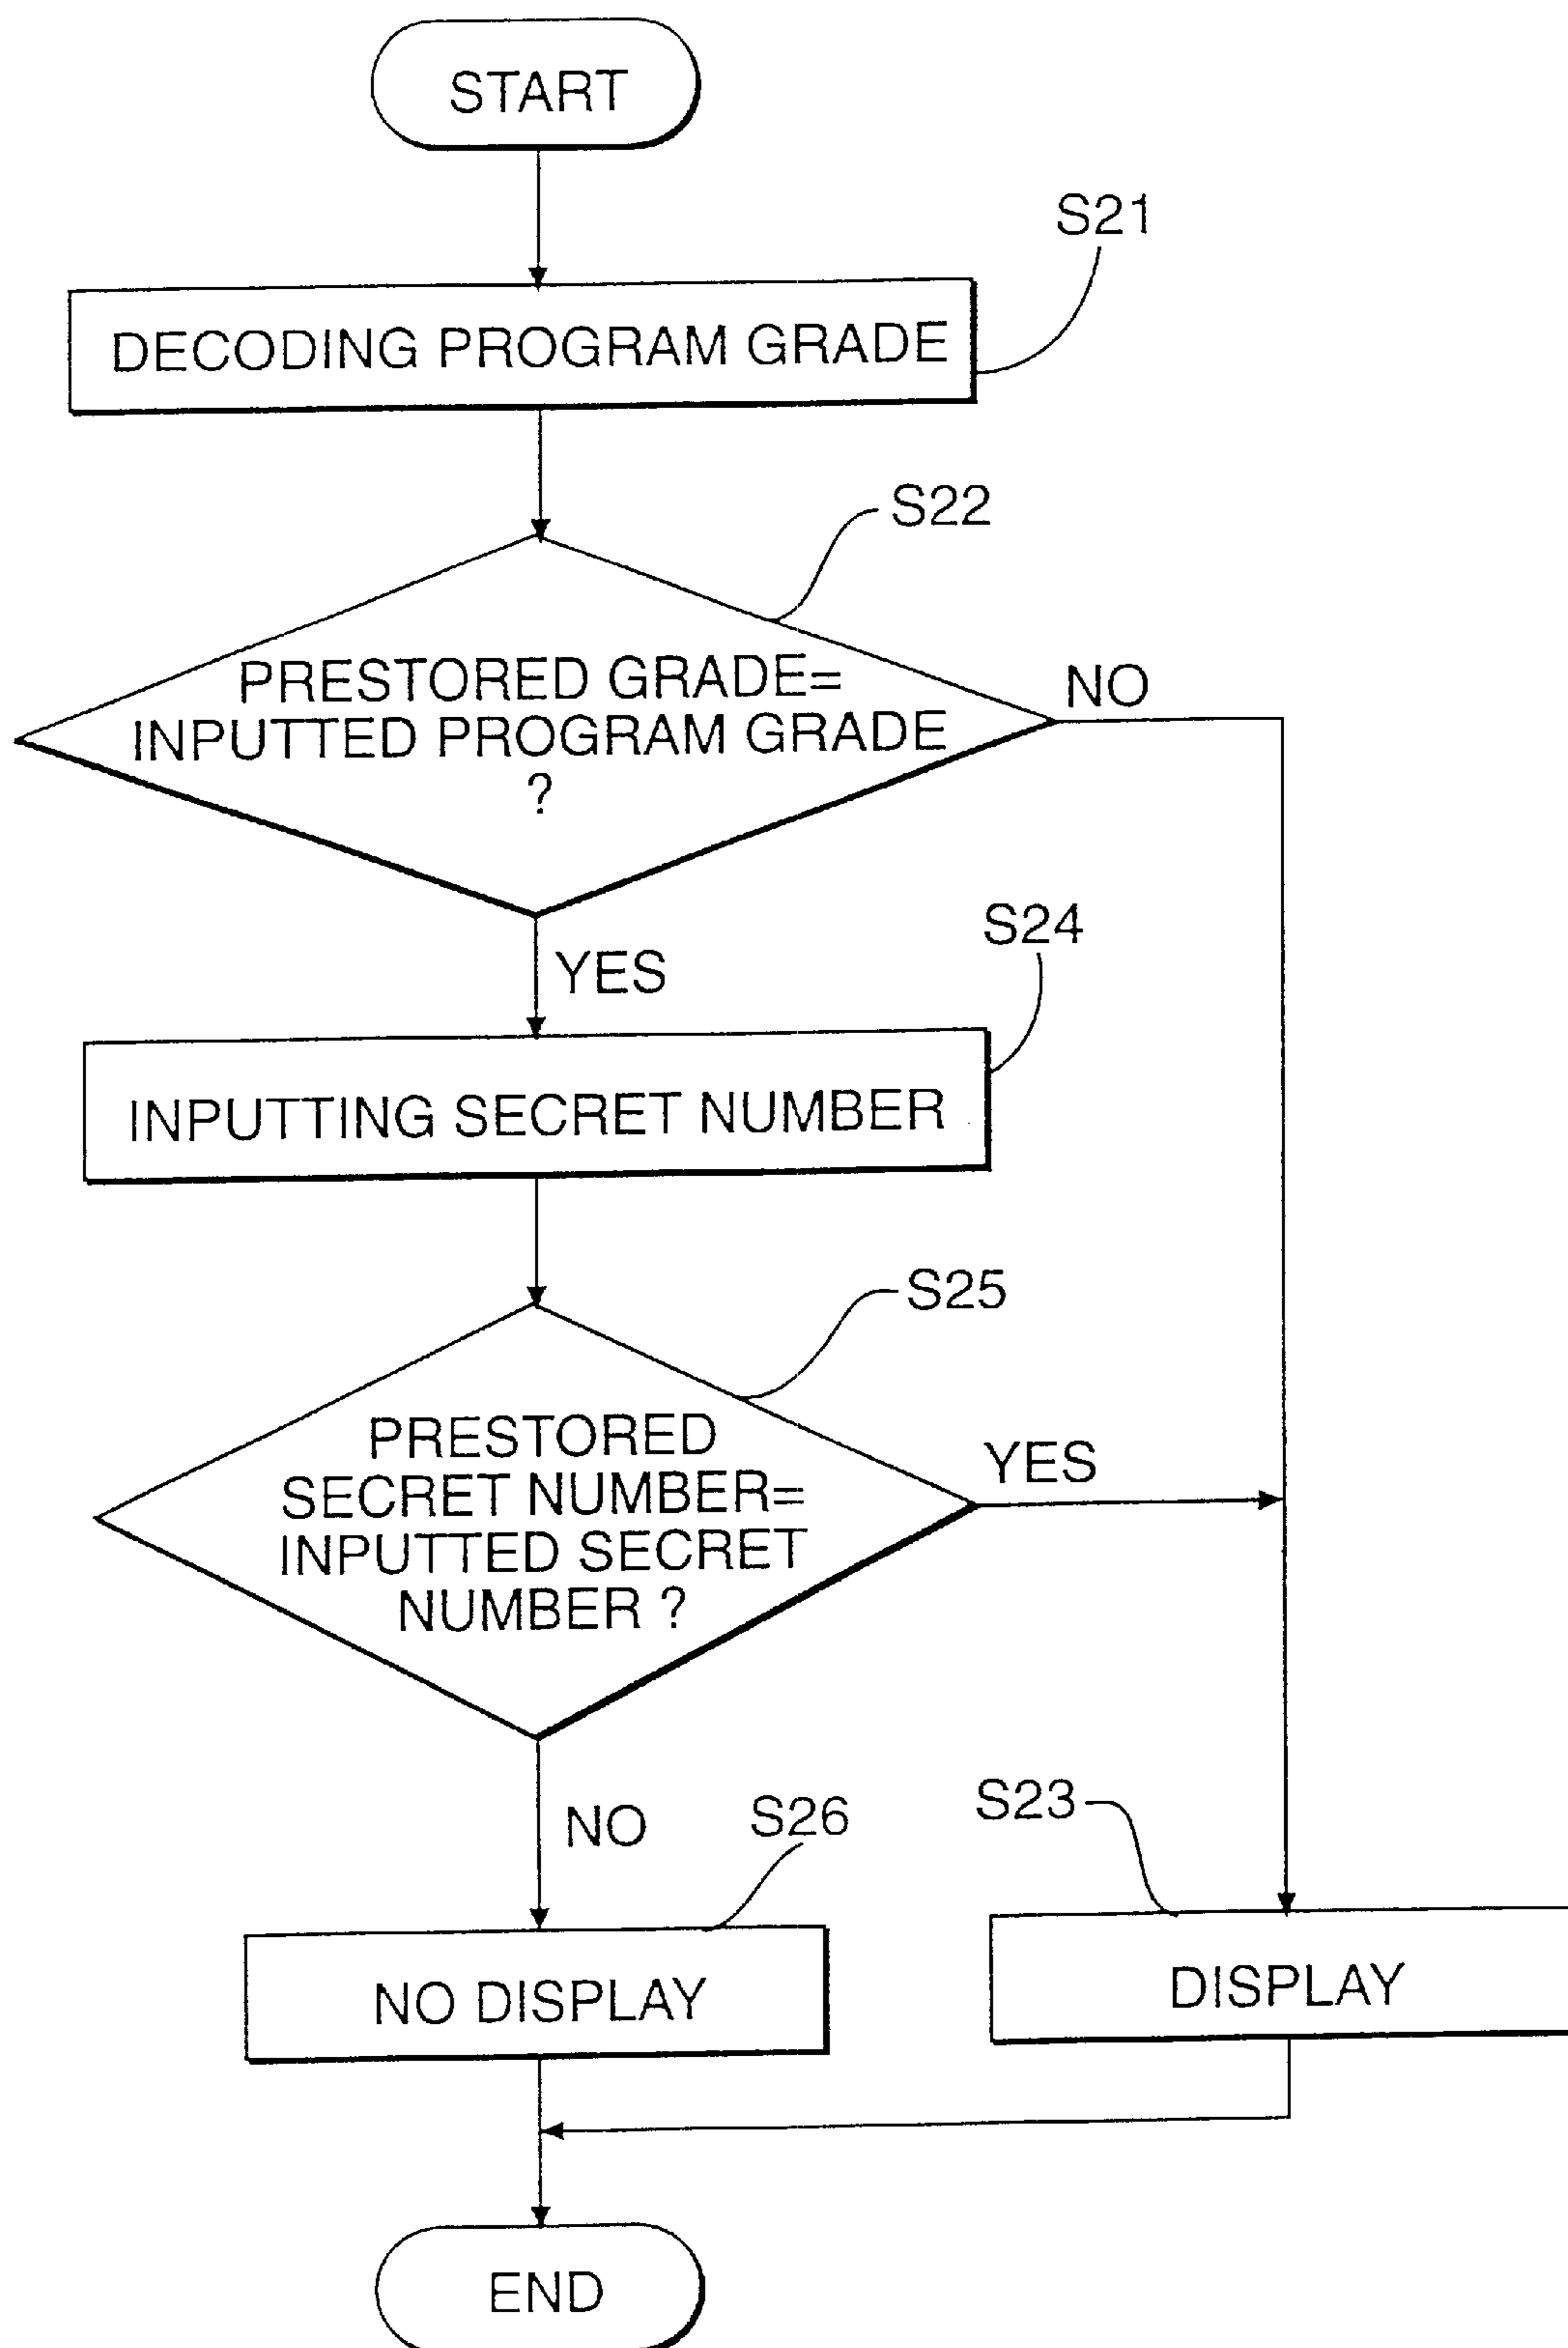 START
S21
DECODING PROGRAM GRADE
S22
PRESTORED GRADE=
INPUTTED PROGRAM GRADE
?
NO
YES
S24
INPUTTING SECRET NUMBER
S25
PRESTORED
SECRET NUMBER=
INPUTTED SECRET
NUMBER ?
YES
NO
S26
S23
NO DISPLAY
DISPLAY
END